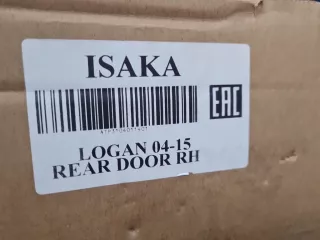 ISAKA
EAC
LOGAN 04-15
REAR DOOR RH